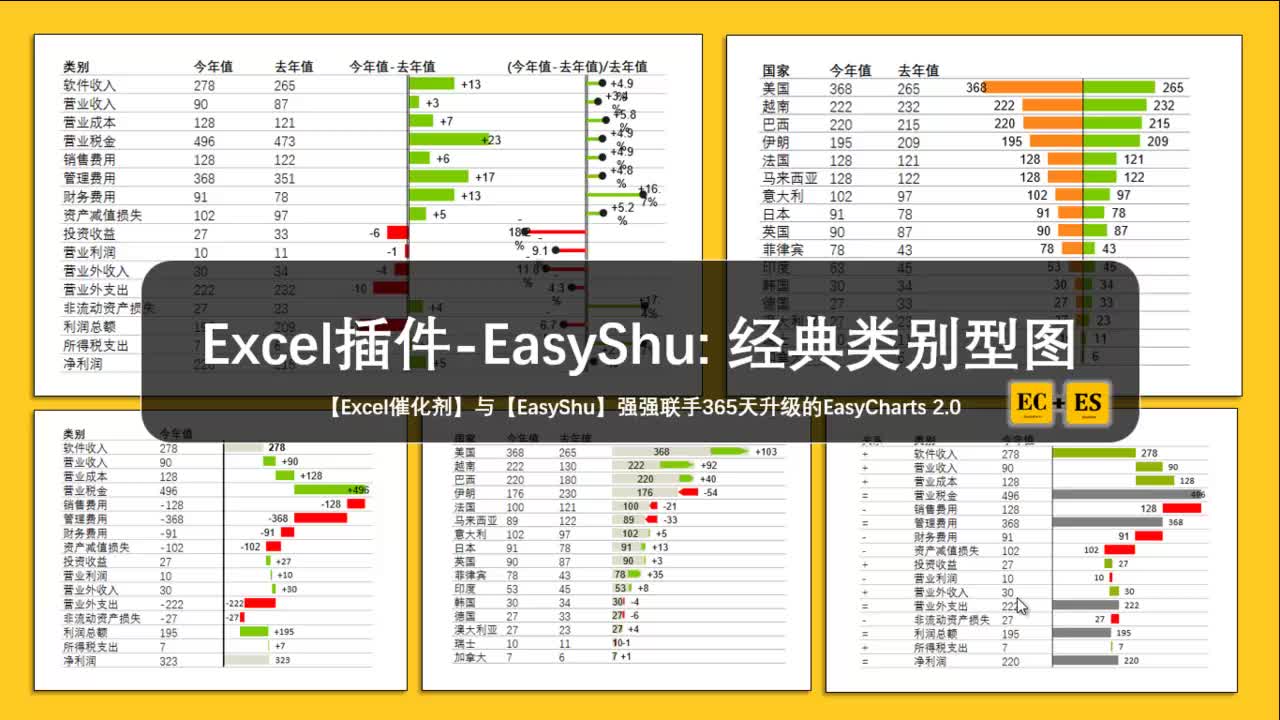 类别 今年值 去年值 今年值-去年值 (今年值-去年值)/去年值
软件收入 278 265 +13 +4.9
营业收入 90 87 +3
营业成本 128 121 +7 +5.8%
营业税金 496 473 +23 +4.9%
销售费用 128 122 +6 +4.9%
管理费用 368 351 +17 +4.8%
财务费用 91 78 +13 +16.7%
资产减值损失 102 97 +5 +5.2%
投资收益 27 33 -6
营业利润 10 11 -1 9.1
营业外收入 30 34 -4
营业外支出 222 232 10 4.3%
非流动资产损失 27 23 +4
利润总额 209 6.7
所得税支出
净利润 +5
国家 今年值 去年值
美国 368 265 368 265
越南 222 232 222 232
巴西 220 215 220 215
伊朗 195 209 195 209
法国 128 121 128 121
马来西亚 128 122 128 122
意大利 102 97 102 97
日本 91 78 91 78
英国 90 87 90 87
菲律宾 78 43 78 43
印度 63 45 53 45
韩国 30 34 30 34
德国 27 33 27 33
23
11
6
Excel插件-EasyShu: 经典类别型图
【Excel催化剂】与【EasyShu】强强联手365天升级的EasyCharts 2.0
EC + ES
类别 今年值
软件收入 278 278
营业收入 90 +90
营业成本 128 +128
营业税金 496 +496
销售费用 -128 -128
管理费用 -368 -368
财务费用 -91 -91
资产减值损失 -102 -102
投资收益 27 +27
营业利润 10 +10
营业外收入 30 +30
营业外支出 -222 -222
非流动资产损失 -27 -27
利润总额 195 +195
所得税支出 7 +7
净利润 323 323
国家 今年值 去年值
美国 368 265 368 +103
越南 222 130 222 +92
巴西 220 180 220 +40
伊朗 176 230 176 -54
法国 100 121 100 -21
马来西亚 89 122 89 -33
意大利 102 97 102 +5
日本 91 78 91 +13
英国 90 87 90 +3
菲律宾 78 43 78 +35
印度 53 45 53 +8
韩国 30 34 30 -4
德国 27 33 27 -6
澳大利亚 27 23 27 +4
瑞士 10 11 10 -1
加拿大 7 6 7 +1
关系 类别 今年值
+ 软件收入 278 278
+ 营业收入 90 90
+ 营业成本 128 128
= 营业税金 496 496
- 销售费用 128 128
= 管理费用 368 368
- 财务费用 91 91
- 资产减值损失 102 102
+ 投资收益 27 27
- 营业利润 10 10
+ 营业外收入 30 30
= 营业外支出 222 222
- 非流动资产损失 27 27
= 利润总额 195 195
+ 所得税支出 7 7
= 净利润 220 220